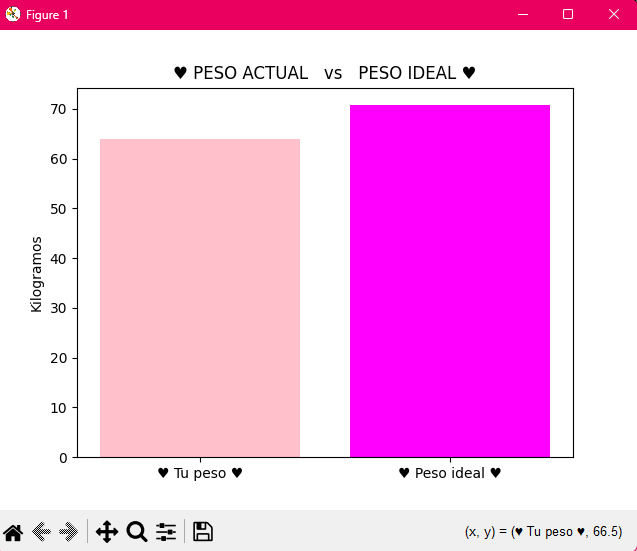 Figure 1
♥ PESO ACTUAL   vs   PESO IDEAL ♥
70
60
50
40
30
20
10
0
Kilogramos
♥ Tu peso ♥
♥ Peso ideal ♥
(x, y) = (♥ Tu peso ♥, 66.5)